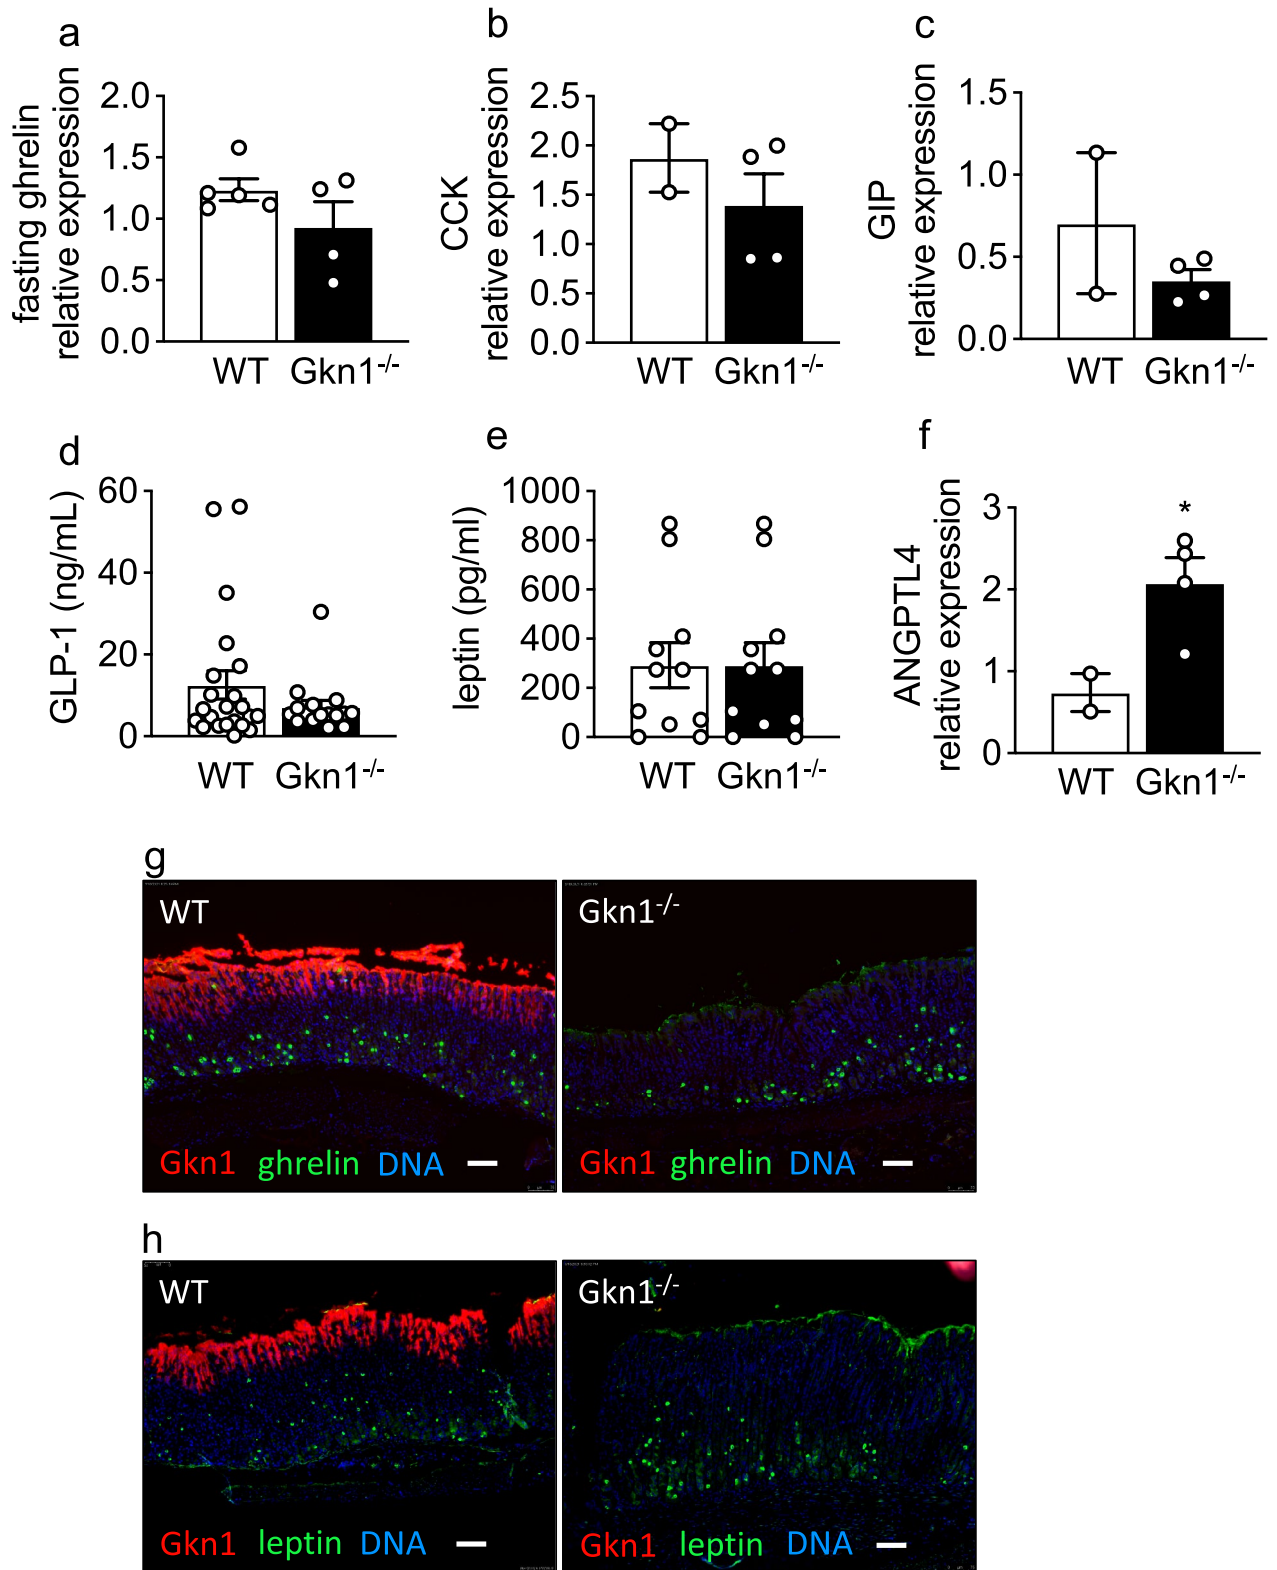 a
fasting ghrelin
relative expression
2.0
1.5
1.0
0.5
0.0
WT Gkn1-/-
b
CCK
relative expression
2.5
2.0
1.5
1.0
0.5
0.0
WT Gkn1-/-
c
GIP
relative expression
1.5
1.0
0.5
0.0
WT Gkn1-/-
d
GLP-1 (ng/mL)
60
40
20
0
WT Gkn1-/-
e
leptin (pg/ml)
1000
800
600
400
200
0
WT Gkn1-/-
f
ANGPTL4
relative expression
3
2
1
0
*
WT Gkn1-/-
g
WT
Gkn1 ghrelin DNA
Gkn1-/-
Gkn1 ghrelin DNA
h
WT
Gkn1 leptin DNA
Gkn1-/-
Gkn1 leptin DNA